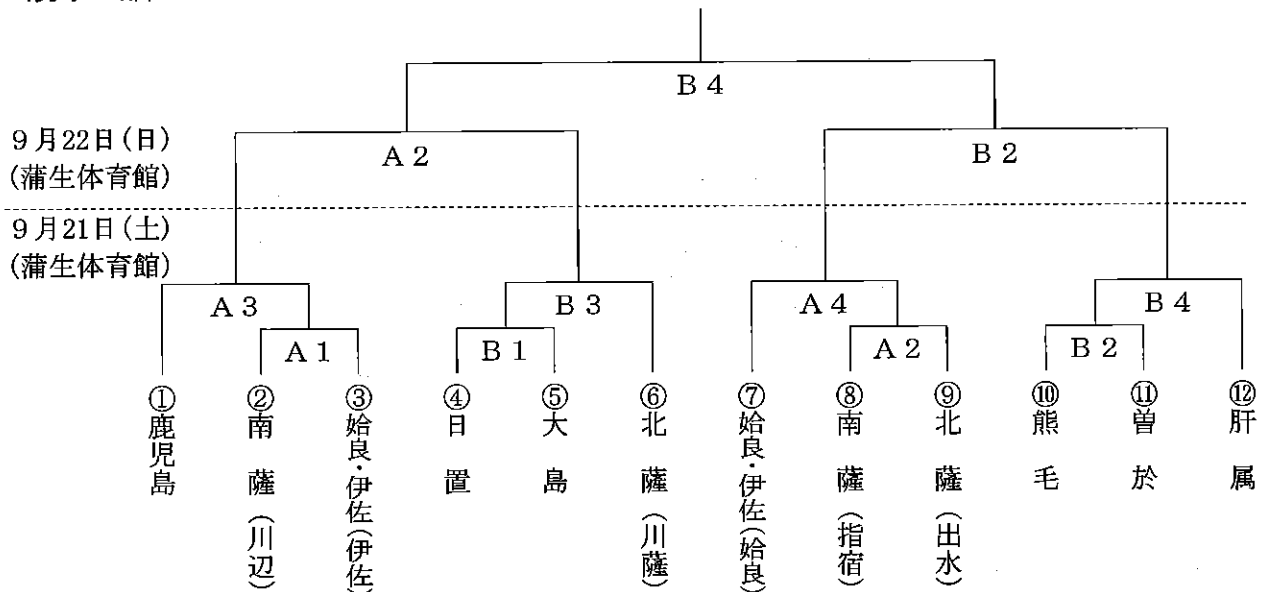 B 4
9月22日(日)
(蒲生体育館)
A 2
B 2
9月21日(土)
(蒲生体育館)
A 3
B 3
A 4
B 4
A 1
B 1
A 2
B 2
①鹿児島
②南薩(川辺)
③姶良・伊佐(伊佐)
④日置
⑤大島
⑥北薩(川薩)
⑦姶良・伊佐(姶良)
⑧南薩(指宿)
⑨北薩(出水)
⑩熊毛
⑪曽於
⑫肝属